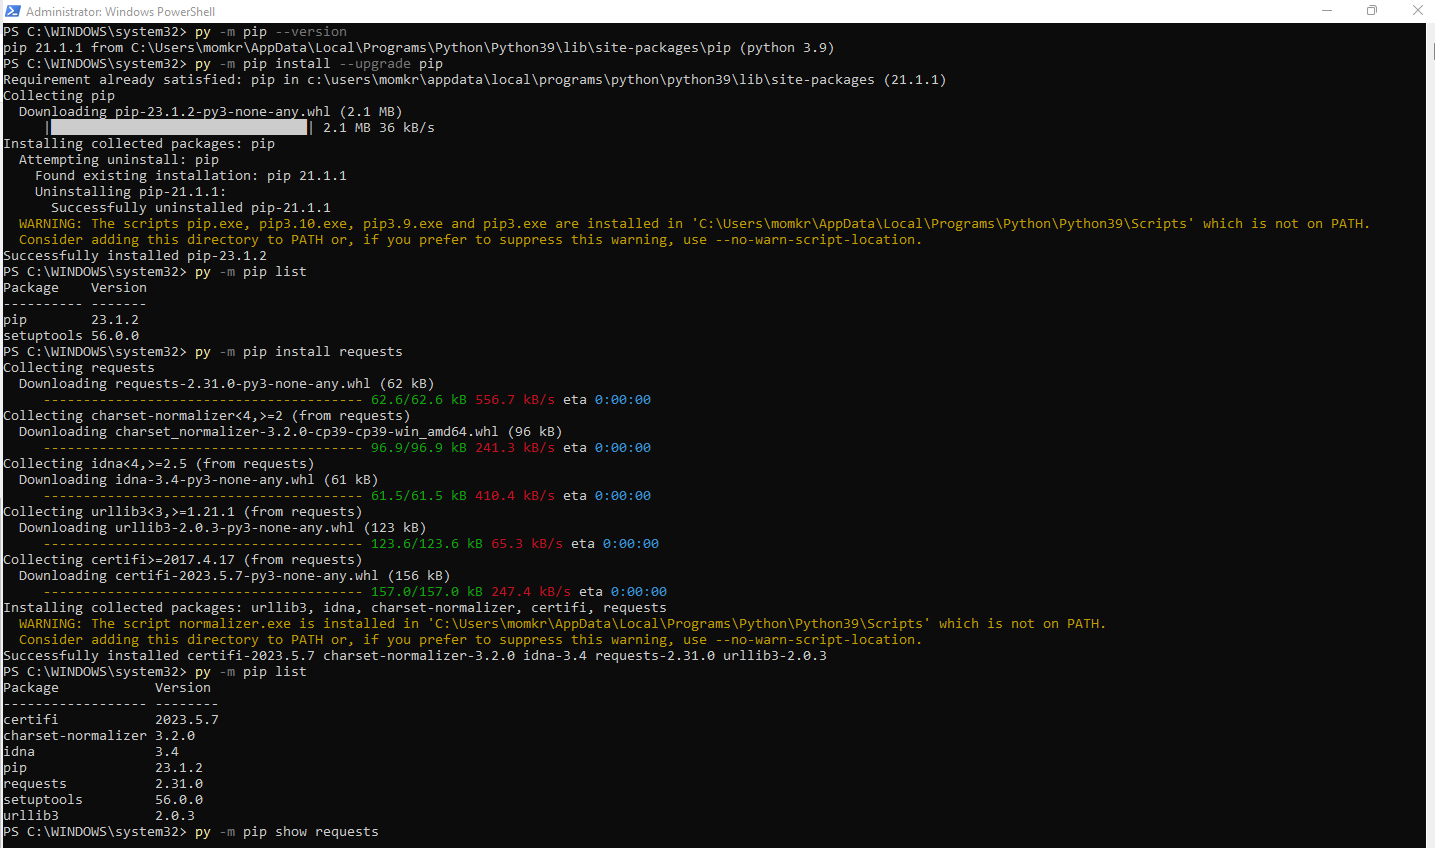 Administrator: Windows PowerShell
PS C:\WINDOWS\system32> py -m pip --version
pip 21.1.1 from C:\Users\momkr\AppData\Local\Programs\Python\Python39\lib\site-packages\pip (python 3.9)
PS C:\WINDOWS\system32> py -m pip install --upgrade pip
Requirement already satisfied: pip in c:\users\momkr\appdata\local\programs\python\python39\lib\site-packages (21.1.1)
Collecting pip
  Downloading pip-23.1.2-py3-none-any.whl (2.1 MB)
     |████████████████████████████████| 2.1 MB 36 kB/s
Installing collected packages: pip
  Attempting uninstall: pip
    Found existing installation: pip 21.1.1
    Uninstalling pip-21.1.1:
      Successfully uninstalled pip-21.1.1
  WARNING: The scripts pip.exe, pip3.10.exe, pip3.9.exe and pip3.exe are installed in 'C:\Users\momkr\AppData\Local\Programs\Python\Python39\Scripts' which is not on PATH.
  Consider adding this directory to PATH or, if you prefer to suppress this warning, use --no-warn-script-location.
Successfully installed pip-23.1.2
PS C:\WINDOWS\system32> py -m pip list
Package    Version
---------- -------
pip        23.1.2
setuptools 56.0.0
PS C:\WINDOWS\system32> py -m pip install requests
Collecting requests
  Downloading requests-2.31.0-py3-none-any.whl (62 kB)
     ---------------------------------------- 62.6/62.6 kB 556.7 kB/s eta 0:00:00
Collecting charset-normalizer<4,>=2 (from requests)
  Downloading charset_normalizer-3.2.0-cp39-cp39-win_amd64.whl (96 kB)
     ---------------------------------------- 96.9/96.9 kB 241.3 kB/s eta 0:00:00
Collecting idna<4,>=2.5 (from requests)
  Downloading idna-3.4-py3-none-any.whl (61 kB)
     ---------------------------------------- 61.5/61.5 kB 410.4 kB/s eta 0:00:00
Collecting urllib3<3,>=1.21.1 (from requests)
  Downloading urllib3-2.0.3-py3-none-any.whl (123 kB)
     ---------------------------------------- 123.6/123.6 kB 65.3 kB/s eta 0:00:00
Collecting certifi>=2017.4.17 (from requests)
  Downloading certifi-2023.5.7-py3-none-any.whl (156 kB)
     ---------------------------------------- 157.0/157.0 kB 247.4 kB/s eta 0:00:00
Installing collected packages: urllib3, idna, charset-normalizer, certifi, requests
  WARNING: The script normalizer.exe is installed in 'C:\Users\momkr\AppData\Local\Programs\Python\Python39\Scripts' which is not on PATH.
  Consider adding this directory to PATH or, if you prefer to suppress this warning, use --no-warn-script-location.
Successfully installed certifi-2023.5.7 charset-normalizer-3.2.0 idna-3.4 requests-2.31.0 urllib3-2.0.3
PS C:\WINDOWS\system32> py -m pip list
Package            Version
------------------ --------
certifi            2023.5.7
charset-normalizer 3.2.0
idna               3.4
pip                23.1.2
requests           2.31.0
setuptools         56.0.0
urllib3            2.0.3
PS C:\WINDOWS\system32> py -m pip show requests